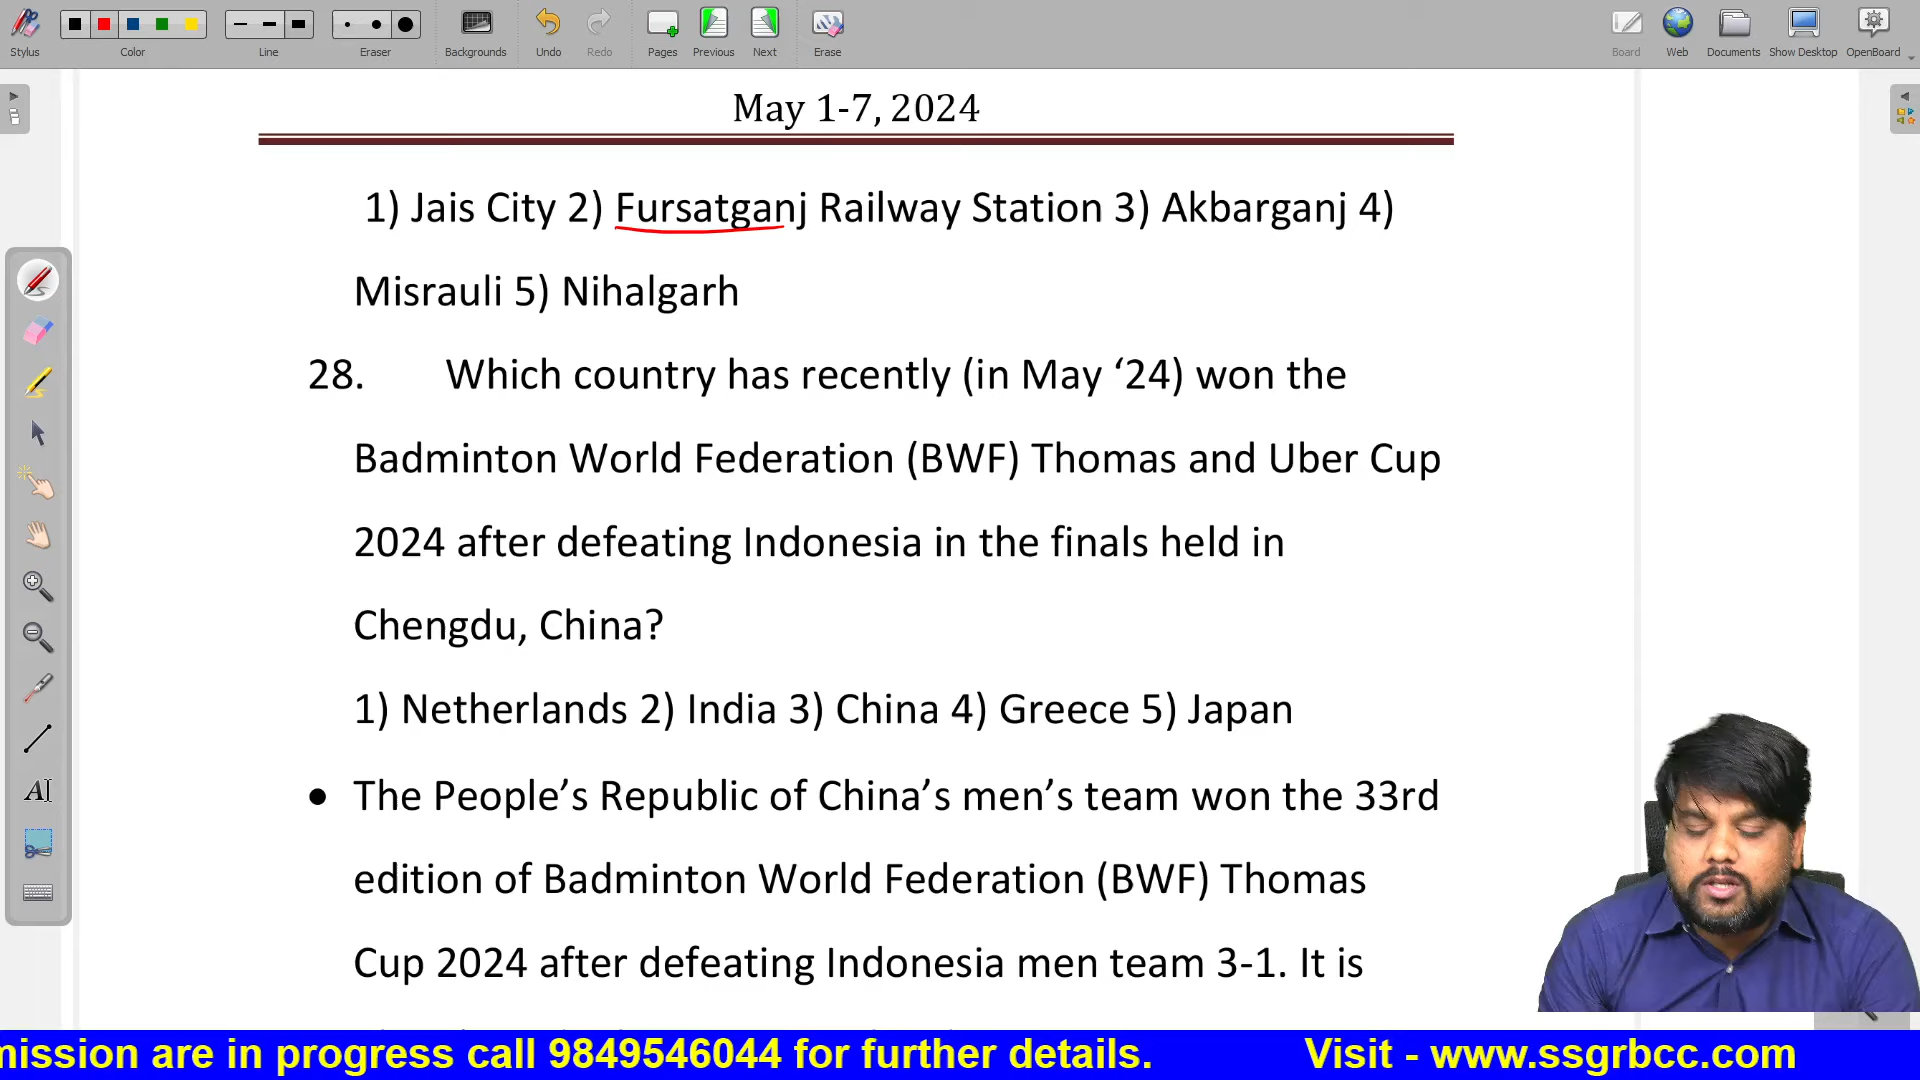 Stylus
Color
Line
Eraser
Backgrounds
Undo
Redo
Pages
Previous
Next
Erase
Board
Web
Documents
Show Desktop
OpenBoard
May 1-7, 2024
1) Jais City 2) Fursatganj Railway Station 3) Akbarganj 4)
Misrauli 5) Nihalgarh
28. Which country has recently (in May ‘24) won the
Badminton World Federation (BWF) Thomas and Uber Cup
2024 after defeating Indonesia in the finals held in
Chengdu, China?
1) Netherlands 2) India 3) China 4) Greece 5) Japan
• The People’s Republic of China’s men’s team won the 33rd
edition of Badminton World Federation (BWF) Thomas
Cup 2024 after defeating Indonesia men team 3-1. It is
mission are in progress call 9849546044 for further details. Visit - www.ssgrbcc.com